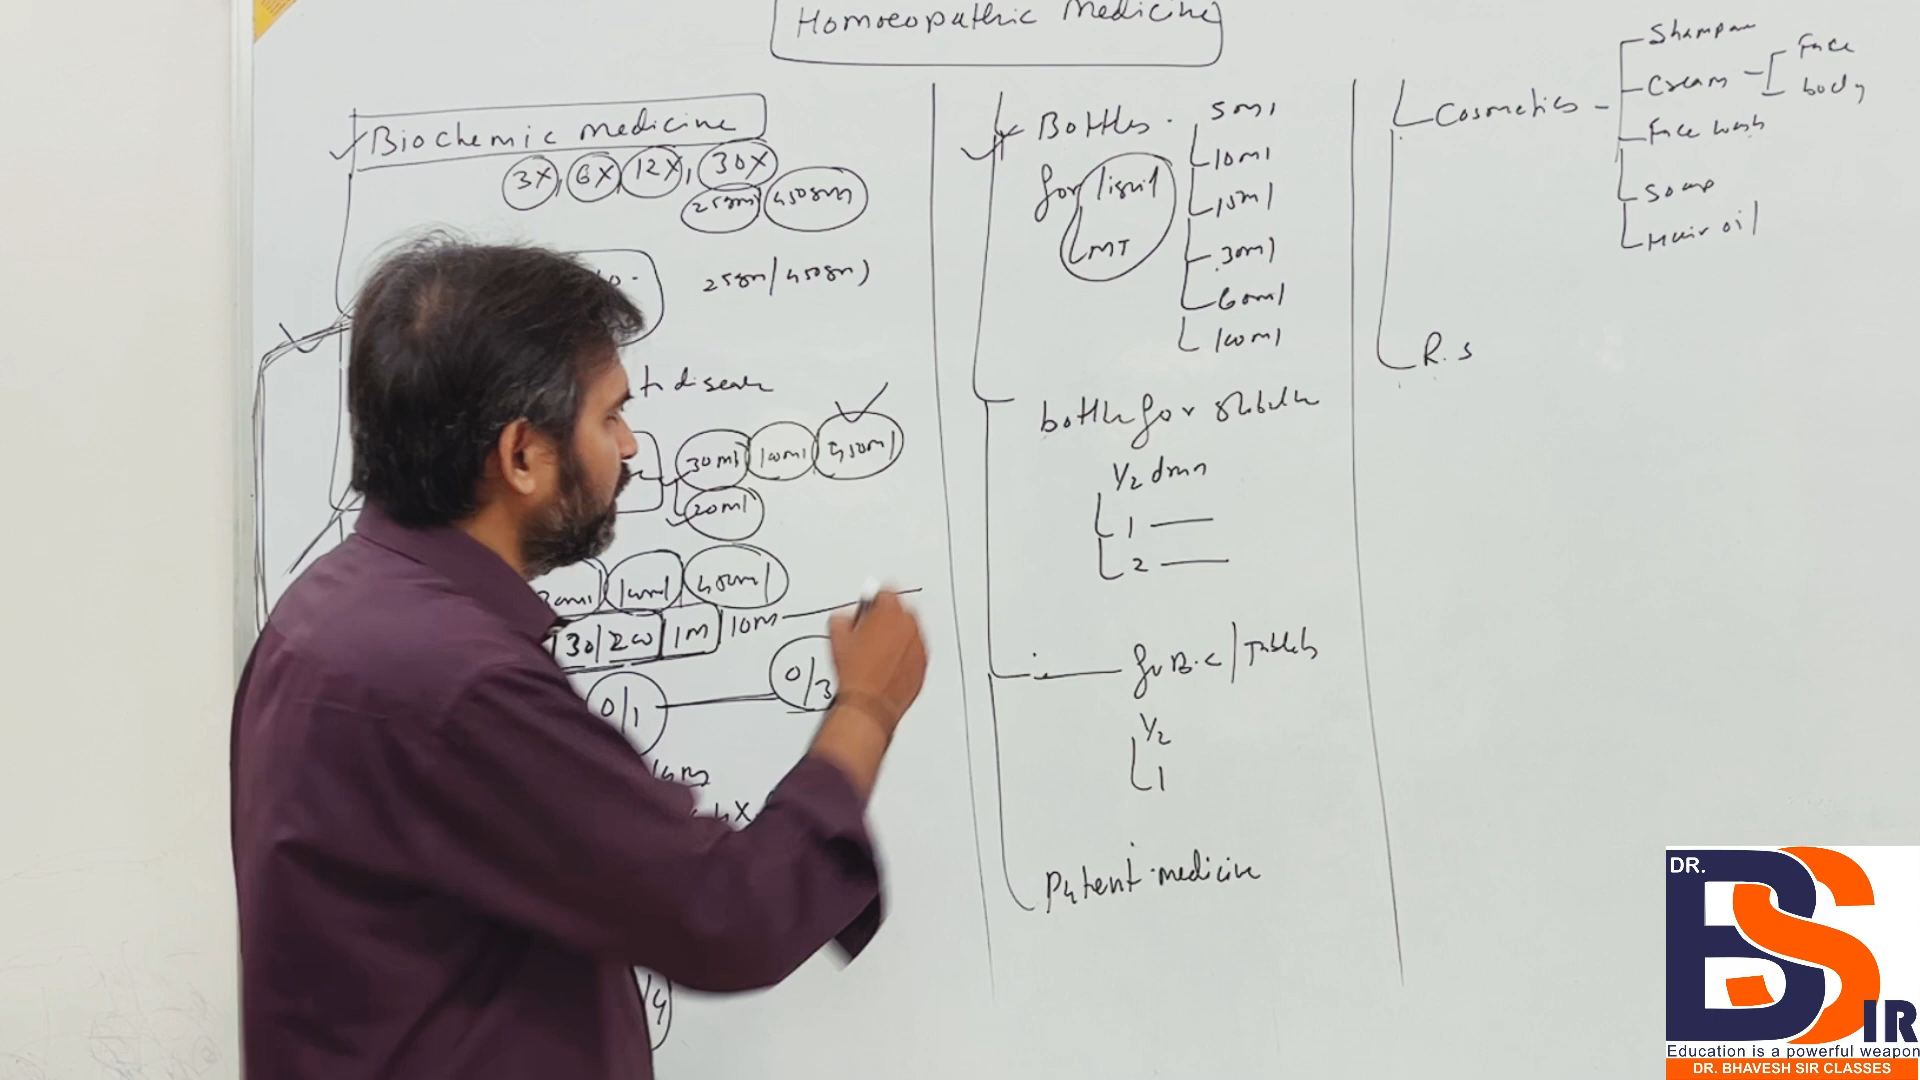 Homoeopathic Medicine
Biochemic medicine
3X, 6X, 12X, 30X
25gm 450gm
25gm/450gm)
disease
30ml 100ml 450ml
20ml
100ml
30/200/1M/10M
0/1
0/3
Bottles.
for liquid
MT
5ml
10ml
15ml
30ml
60ml
100ml
bottle for
1/2 dram
1
2
for B.C/Tablets
1/2
1
Patent medicine
Cosmetics
Shampoo
Cream
Face
body
Face wash
Soap
Hair oil
R.S
DR.
BS
IR
Education is a powerful weapon
DR. BHAVESH SIR CLASSES